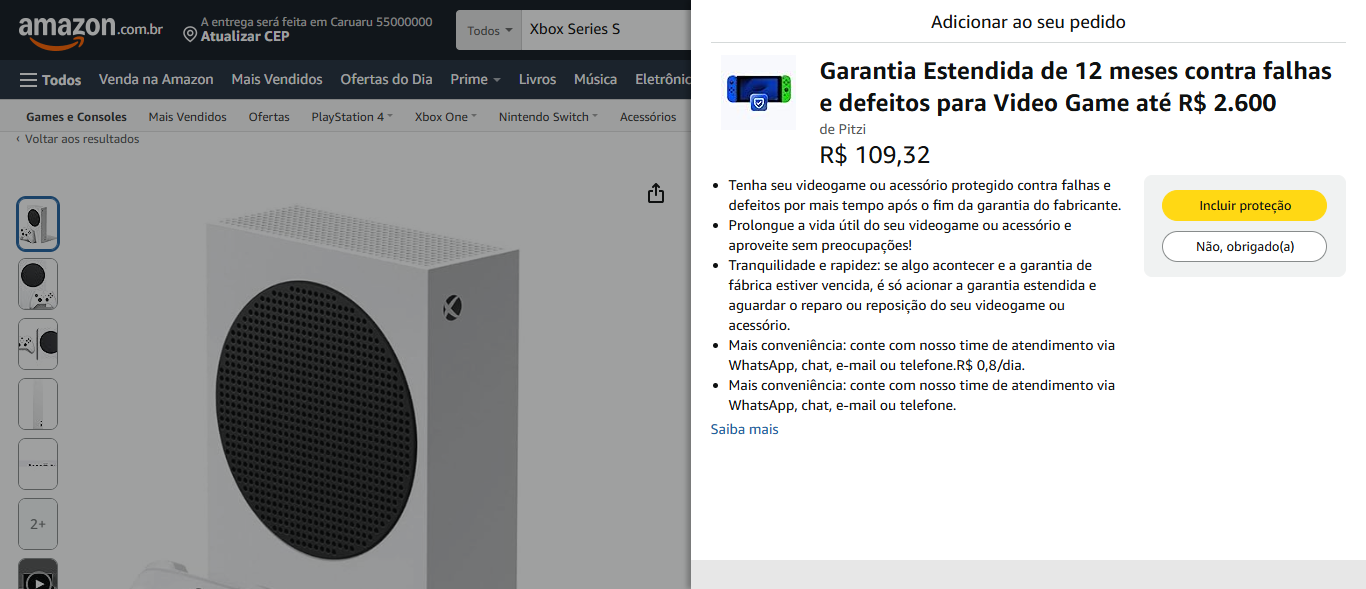 amazon.com.br
A entrega será feita em Caruaru 55000000
Atualizar CEP
Todos
Xbox Series S
Todos
Venda na Amazon
Mais Vendidos
Ofertas do Dia
Prime
Livros
Música
Eletrônic
Games e Consoles
Mais Vendidos
Ofertas
PlayStation 4
Xbox One
Nintendo Switch
Acessórios
‹ Voltar aos resultados
2+
Adicionar ao seu pedido
Garantia Estendida de 12 meses contra falhas
e defeitos para Video Game até R$ 2.600
de Pitzi
R$ 109,32
• Tenha seu videogame ou acessório protegido contra falhas e
defeitos por mais tempo após o fim da garantia do fabricante.
• Prolongue a vida útil do seu videogame ou acessório e
aproveite sem preocupações!
• Tranquilidade e rapidez: se algo acontecer e a garantia de
fábrica estiver vencida, é só acionar a garantia estendida e
aguardar o reparo ou reposição do seu videogame ou
acessório.
• Mais conveniência: conte com nosso time de atendimento via
WhatsApp, chat, e-mail ou telefone.R$ 0,8/dia.
• Mais conveniência: conte com nosso time de atendimento via
WhatsApp, chat, e-mail ou telefone.
Saiba mais
Incluir proteção
Não, obrigado(a)